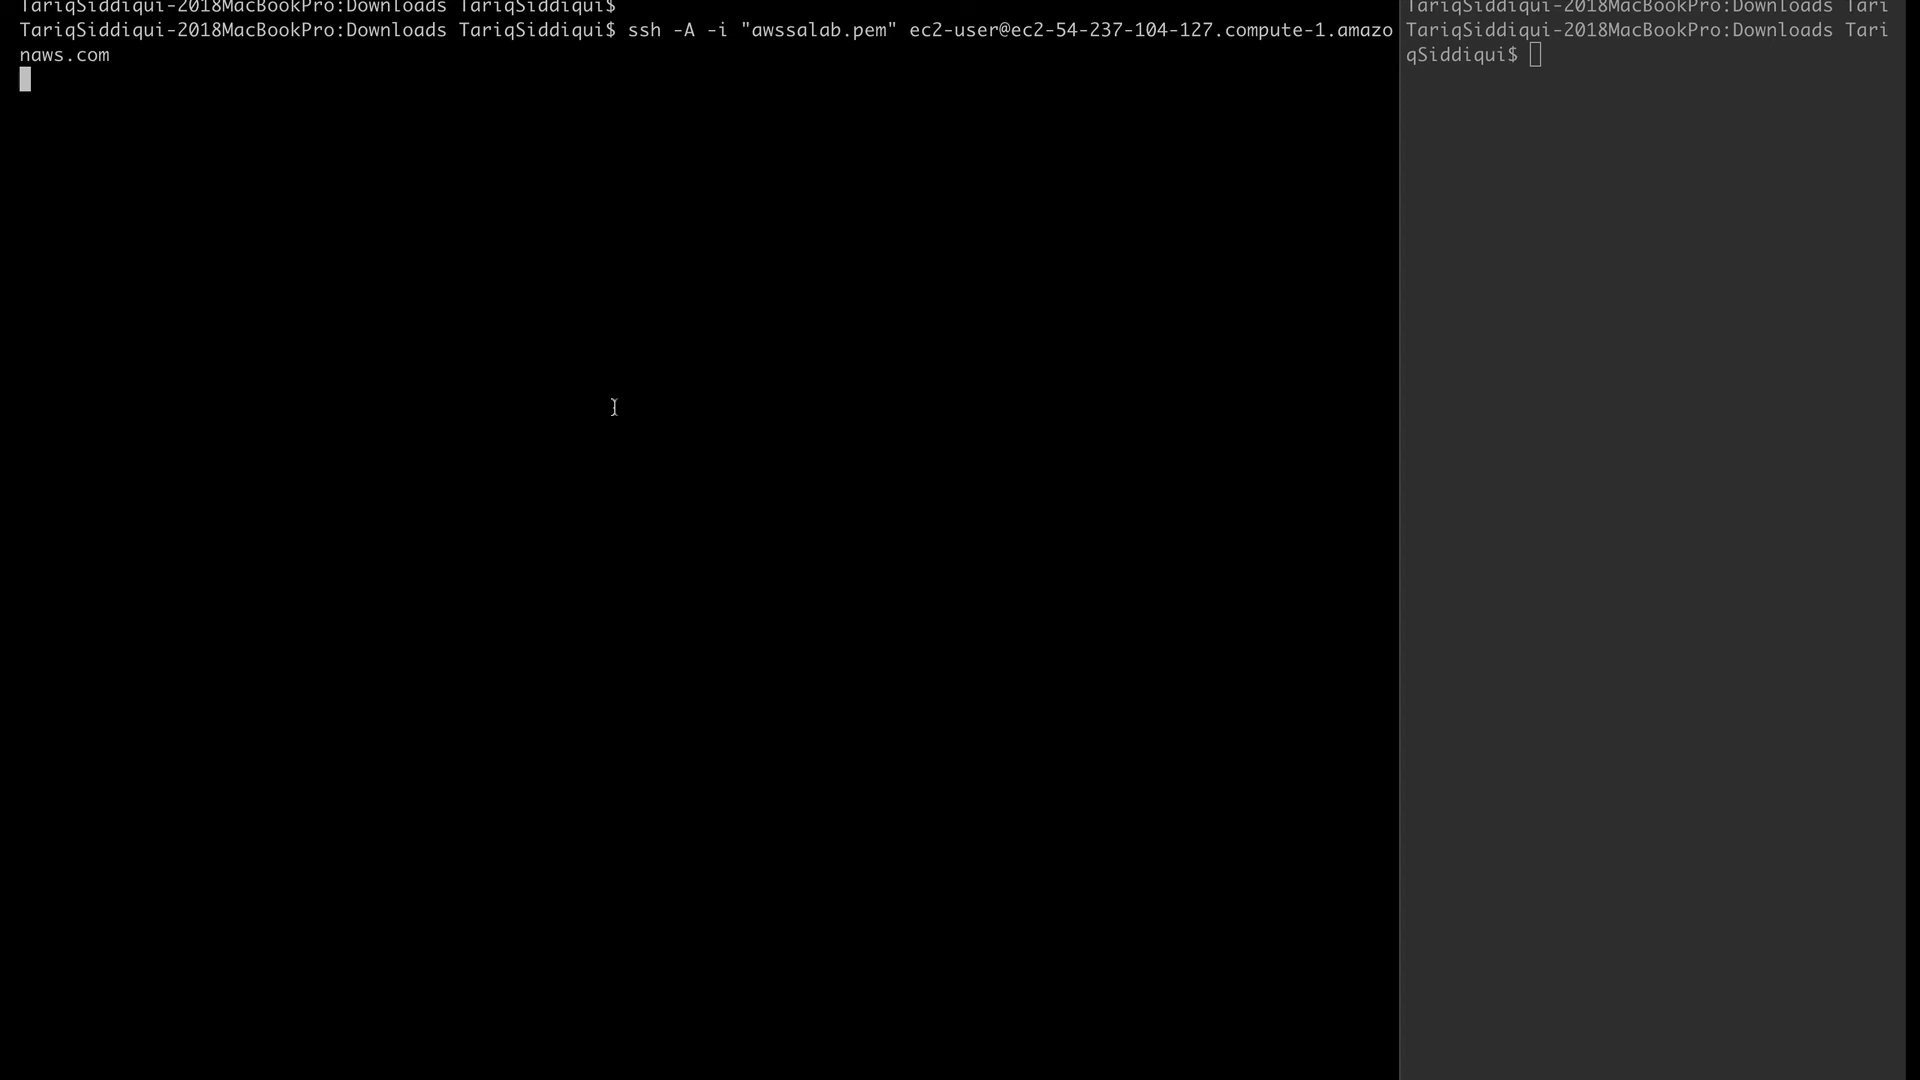 TariqSiddiqui-2018MacBookPro:Downloads TariqSiddiqui$
TariqSiddiqui-2018MacBookPro:Downloads TariqSiddiqui$ ssh -A -i "awssalab.pem" ec2-user@ec2-54-237-104-127.compute-1.amazo
naws.com
TariqSiddiqui-2018MacBookPro:Downloads Tari
TariqSiddiqui-2018MacBookPro:Downloads Tari
qSiddiqui$